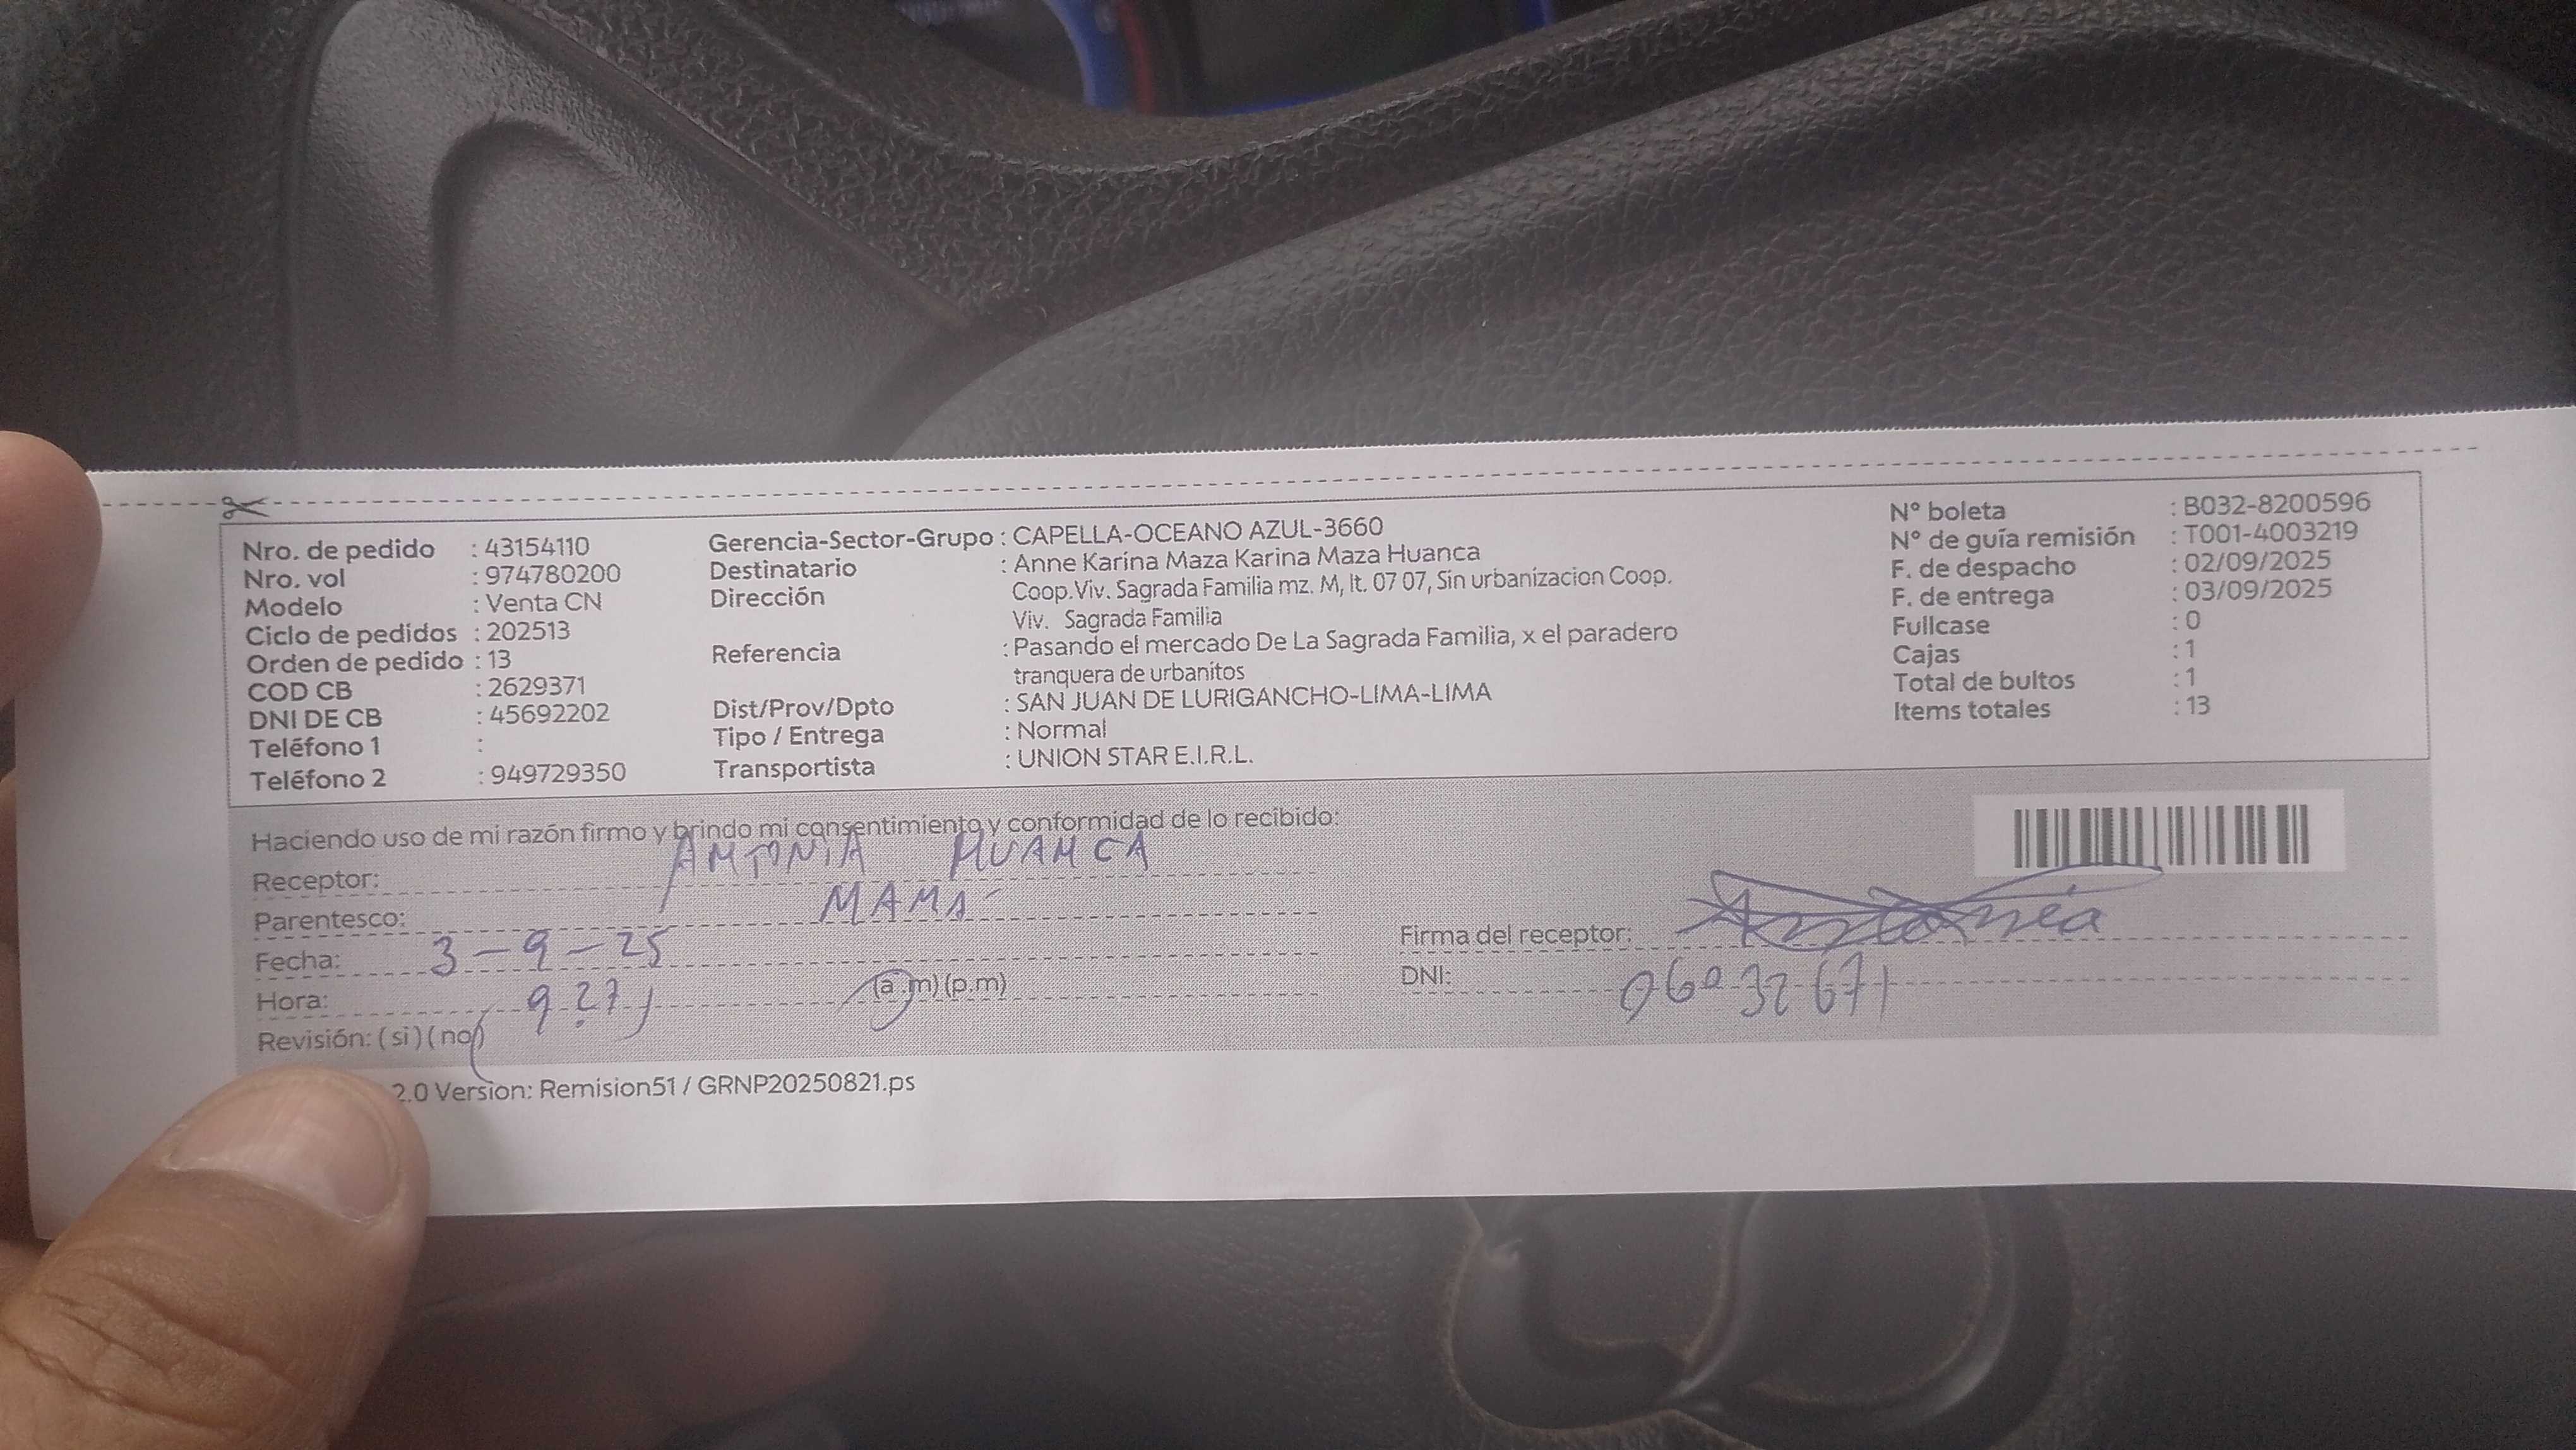 Nro. de pedido : 43154110
Nro. vol : 974780200
Modelo : Venta CN
Ciclo de pedidos : 202513
Orden de pedido : 13
COD CB : 2629371
DNI DE CB : 45692202
Teléfono 1 :
Teléfono 2 : 949729350
Gerencia-Sector-Grupo : CAPELLA-OCEANO AZUL-3660
Destinatario : Anne Karina Maza Karina Maza Huanca
Dirección Coop.Viv. Sagrada Familia mz. M, lt. 07 07, Sin urbanizacion Coop.
Viv. Sagrada Familia
Referencia : Pasando el mercado De La Sagrada Familia, x el paradero
tranquera de urbanitos
Dist/Prov/Dpto : SAN JUAN DE LURIGANCHO-LIMA-LIMA
Tipo / Entrega : Normal
Transportista : UNION STAR E.I.R.L.
N° boleta : B032-8200596
N° de guía remisión : T001-4003219
F. de despacho : 02/09/2025
F. de entrega : 03/09/2025
Fullcase : 0
Cajas : 1
Total de bultos : 1
Items totales : 13
Haciendo uso de mi razón firmo y brindo mi consentimiento y conformidad de lo recibido:
Receptor: ANTONIA HUANCA
Parentesco: MAMÁ
Fecha: 3-9-25
Hora: 9:27 (a.m) (p.m)
Revisión: ( si ) ( no )
Firma del receptor: Antonia
DNI: 06032671
2.0 Version: Remision51 / GRNP20250821.ps